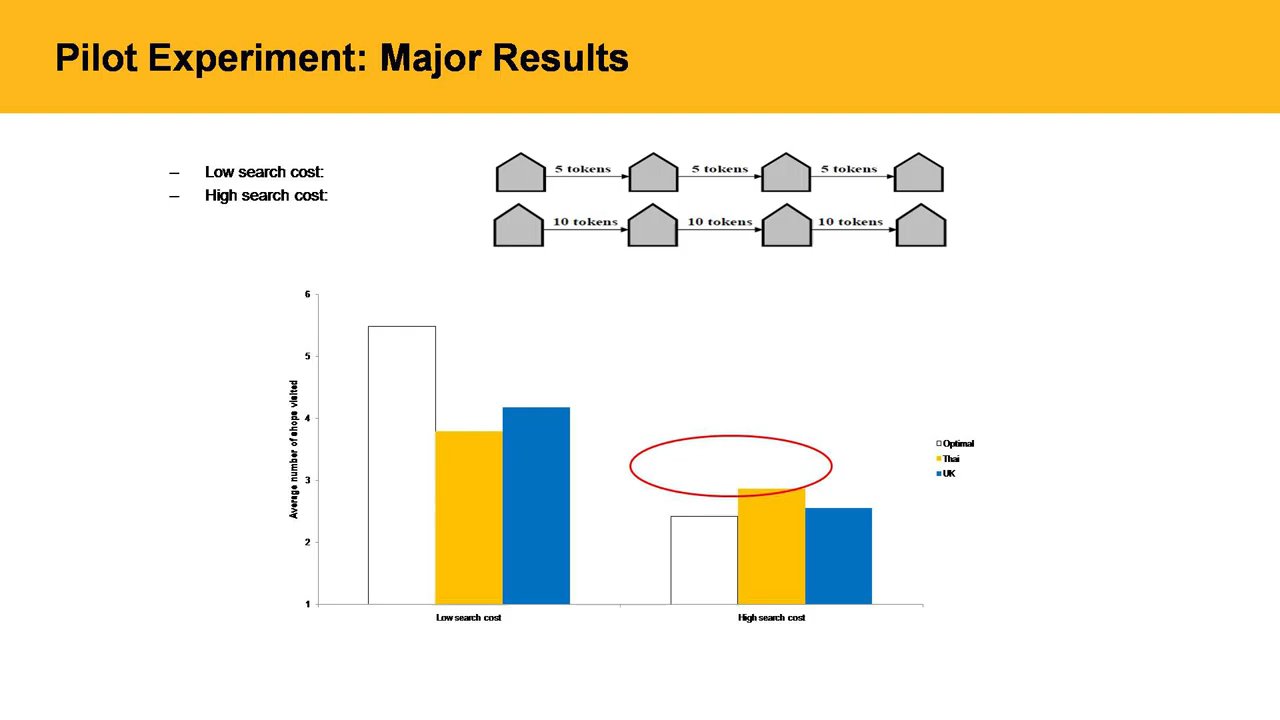 Pilot Experiment: Major Results
– Low search cost:
– High search cost:
5 tokens 5 tokens 5 tokens
10 tokens 10 tokens 10 tokens
6
5
4
3
2
1
Average number of shops visited
Low search cost
High search cost
Optimal
Thai
UK